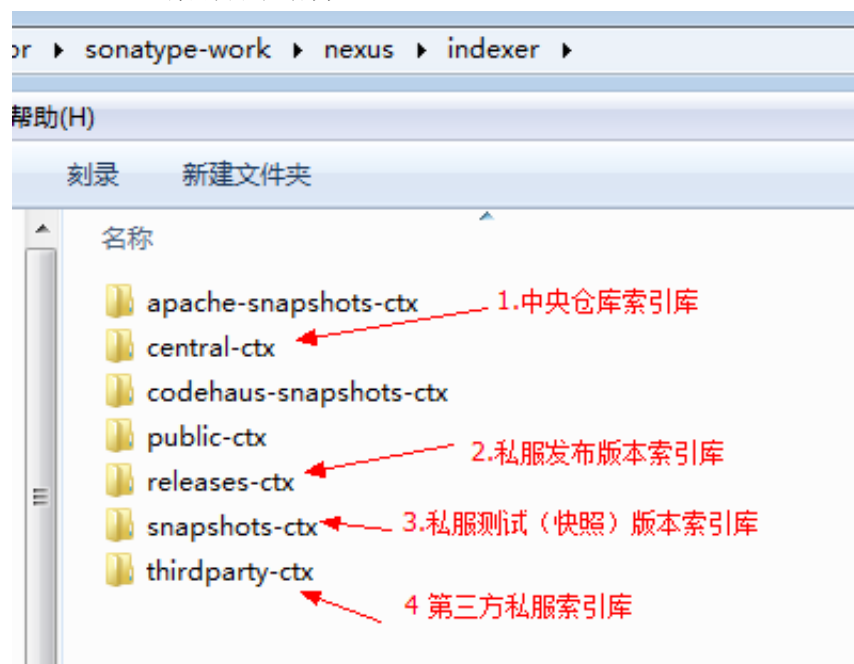 or ▸ sonatype-work ▸ nexus ▸ indexer ▸
帮助(H)
刻录 新建文件夹
名称
apache-snapshots-ctx
1.中央仓库索引库
central-ctx
codehaus-snapshots-ctx
public-ctx
2.私服发布版本索引库
releases-ctx
snapshots-ctx
3.私服测试（快照）版本索引库
thirdparty-ctx
4 第三方私服索引库